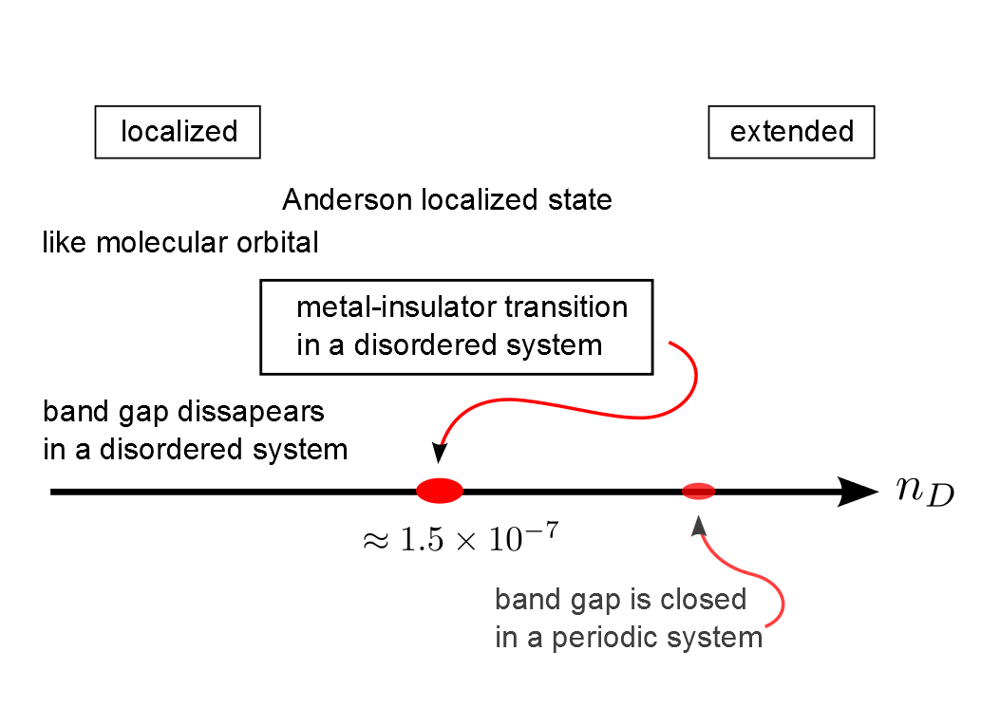 localized
extended
Anderson localized state
like molecular orbital
metal-insulator transition
in a disordered system
band gap dissapears
in a disordered system
n_D
≈ 1.5 × 10⁻⁷
band gap is closed
in a periodic system